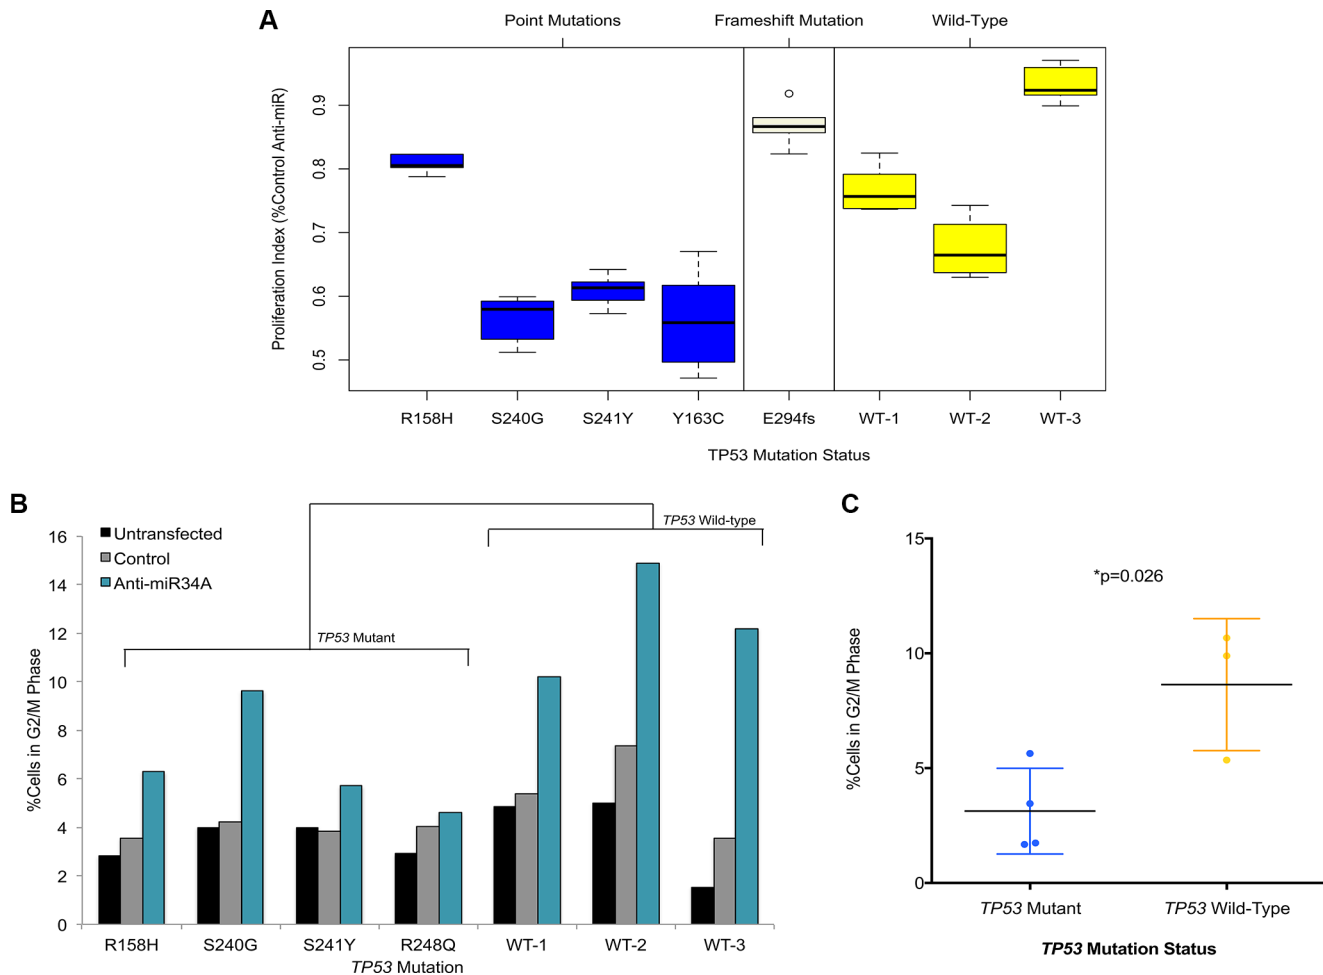 A
Point Mutations
Frameshift Mutation
Wild-Type
Proliferation Index (%Control Anti-miR)
0.9
0.8
0.7
0.6
0.5
R158H
S240G
S241Y
Y163C
E294fs
WT-1
WT-2
WT-3
TP53 Mutation Status
B
Untransfected
Control
Anti-miR34A
TP53 Wild-type
TP53 Mutant
%Cells in G2/M Phase
16
14
12
10
8
6
4
2
0
R158H
S240G
S241Y
R248Q
WT-1
WT-2
WT-3
TP53 Mutation
C
*p=0.026
%Cells in G2/M Phase
15
10
5
0
TP53 Mutant
TP53 Wild-Type
TP53 Mutation Status